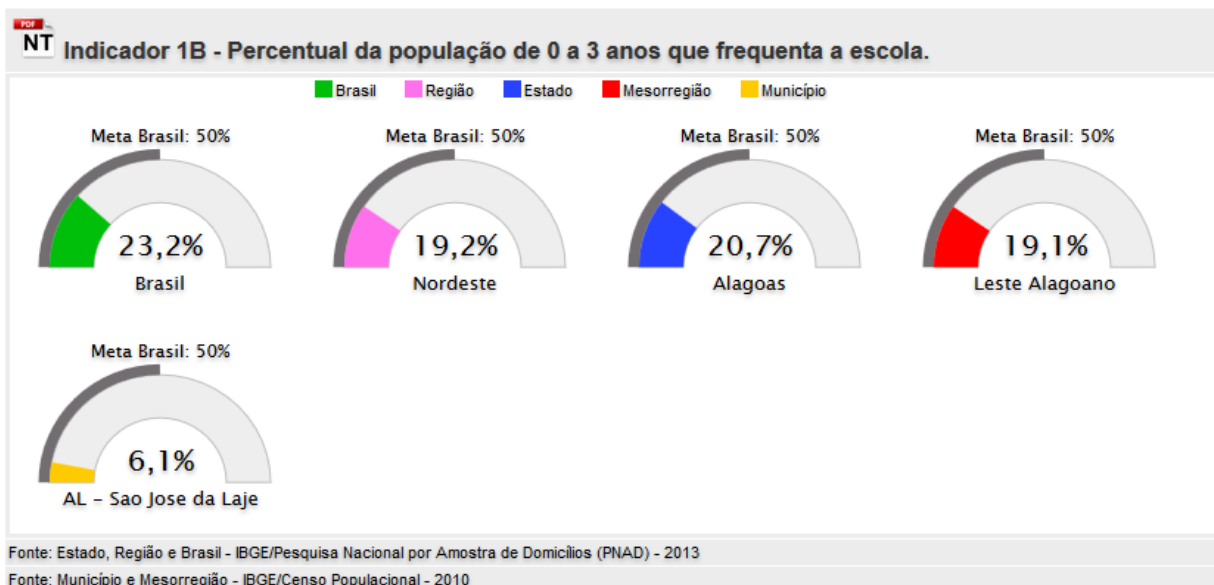 PDF
NT
Indicador 1B - Percentual da população de 0 a 3 anos que frequenta a escola.
Brasil Região Estado Mesorregião Município
Meta Brasil: 50% Meta Brasil: 50% Meta Brasil: 50% Meta Brasil: 50%
23,2% 19,2% 20,7% 19,1%
Brasil Nordeste Alagoas Leste Alagoano
Meta Brasil: 50%
6,1%
AL – Sao Jose da Laje
Fonte: Estado, Região e Brasil - IBGE/Pesquisa Nacional por Amostra de Domicílios (PNAD) - 2013
Fonte: Município e Mesorregião - IBGE/Censo Populacional - 2010